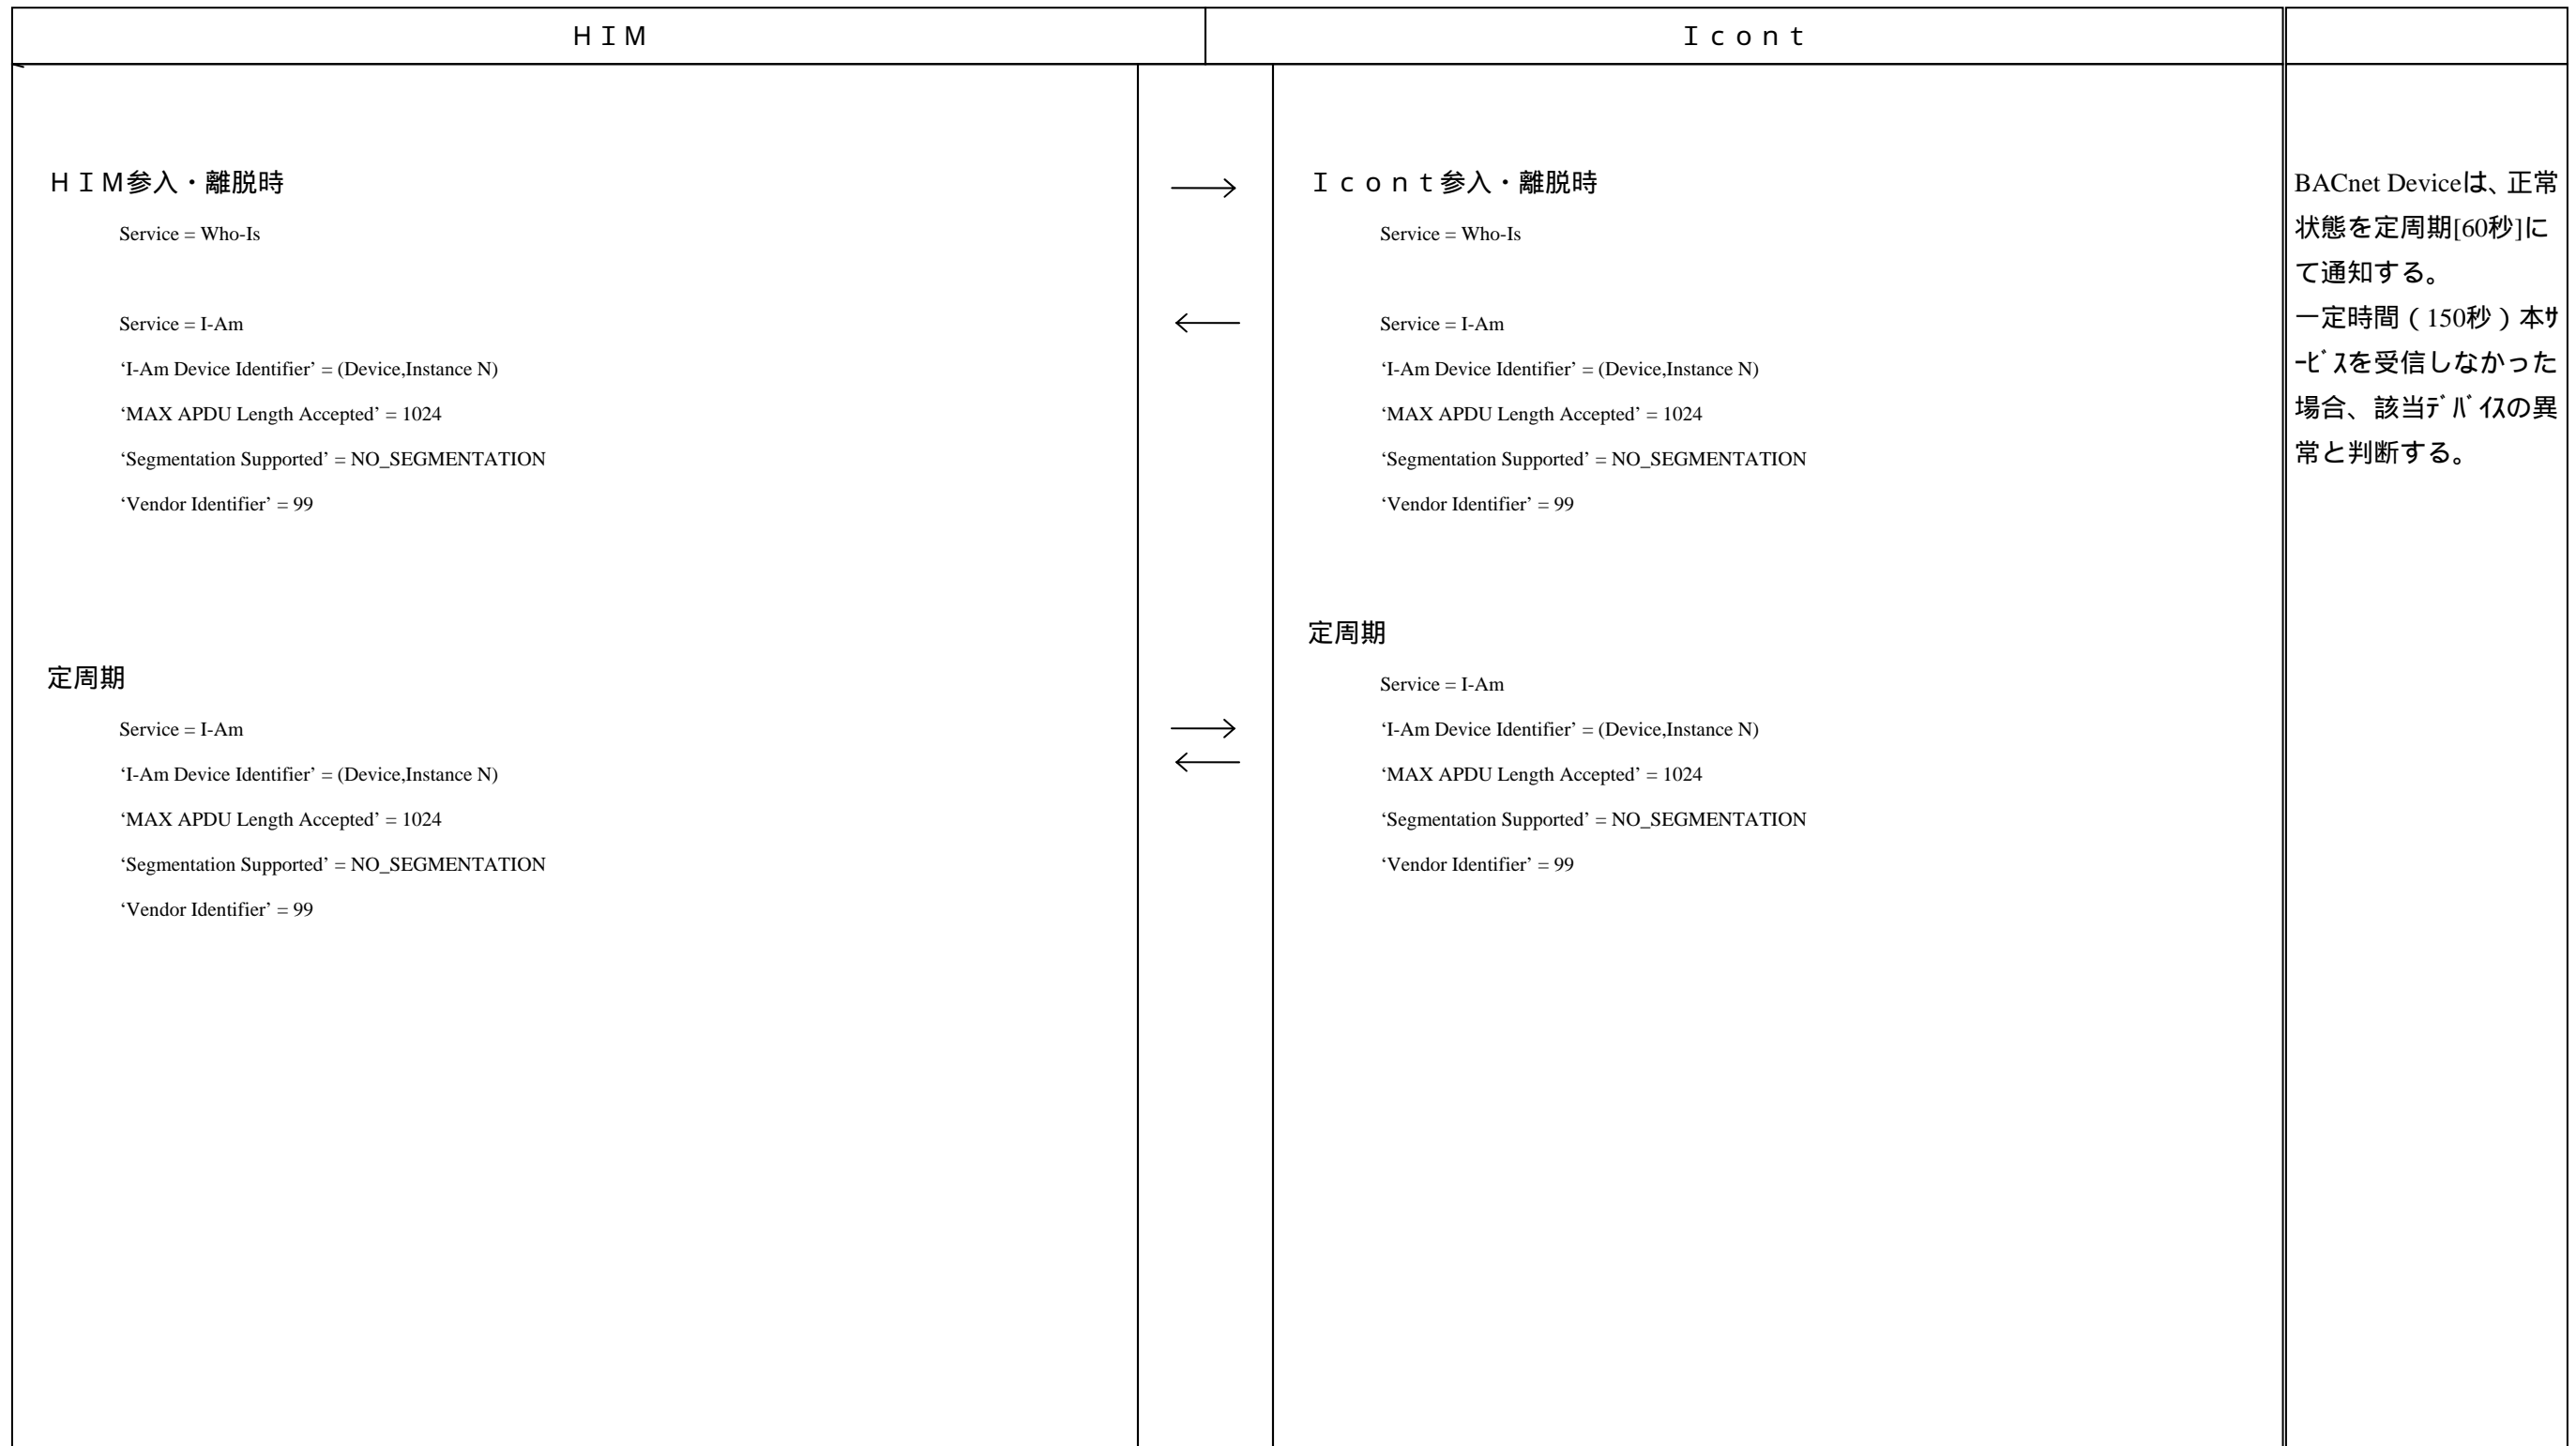 ＨＩＭ
Ｉｃｏｎｔ
ＨＩＭ参入・離脱時
Service = Who-Is
Service = I-Am
‘I-Am Device Identifier’ = (Device,Instance N)
‘MAX APDU Length Accepted’ = 1024
‘Segmentation Supported’ = NO_SEGMENTATION
‘Vendor Identifier’ = 99
定周期
Service = I-Am
‘I-Am Device Identifier’ = (Device,Instance N)
‘MAX APDU Length Accepted’ = 1024
‘Segmentation Supported’ = NO_SEGMENTATION
‘Vendor Identifier’ = 99
Ｉｃｏｎｔ参入・離脱時
Service = Who-Is
Service = I-Am
‘I-Am Device Identifier’ = (Device,Instance N)
‘MAX APDU Length Accepted’ = 1024
‘Segmentation Supported’ = NO_SEGMENTATION
‘Vendor Identifier’ = 99
定周期
Service = I-Am
‘I-Am Device Identifier’ = (Device,Instance N)
‘MAX APDU Length Accepted’ = 1024
‘Segmentation Supported’ = NO_SEGMENTATION
‘Vendor Identifier’ = 99
BACnet Deviceは、正常
状態を定周期[60秒]に
て通知する。
一定時間（150秒）本ｻ
ｰﾋﾞｽを受信しなかった
場合、該当ﾃﾞﾊﾞｲｽの異
常と判断する。